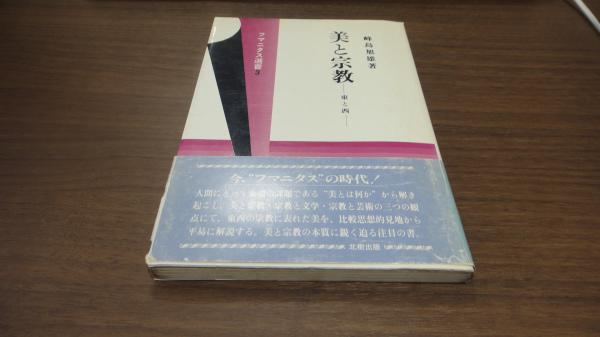 峰島旭雄著
美と宗教
―東と西―
フマニタス選書 3
今、“フマニタス”の時代!
人間にとって永遠の課題である“美とは何か”から解き
起こし、美と宗教・宗教と文学・宗教と芸術の三つの観
点にて、東西の宗教に表れた美を、比較思想的見地から
平易に解説する。美と宗教の本質に鋭く迫る注目の書。
北樹出版